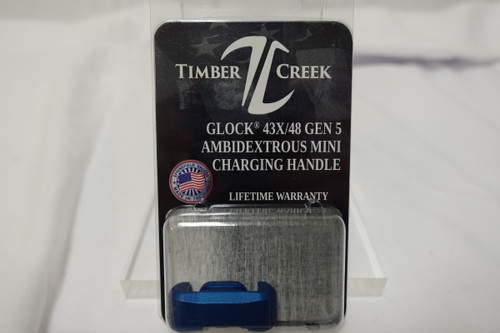 TIMBER CREEK
GLOCK® 43X/48 GEN 5
AMBIDEXTROUS MINI
CHARGING HANDLE
LIFETIME WARRANTY